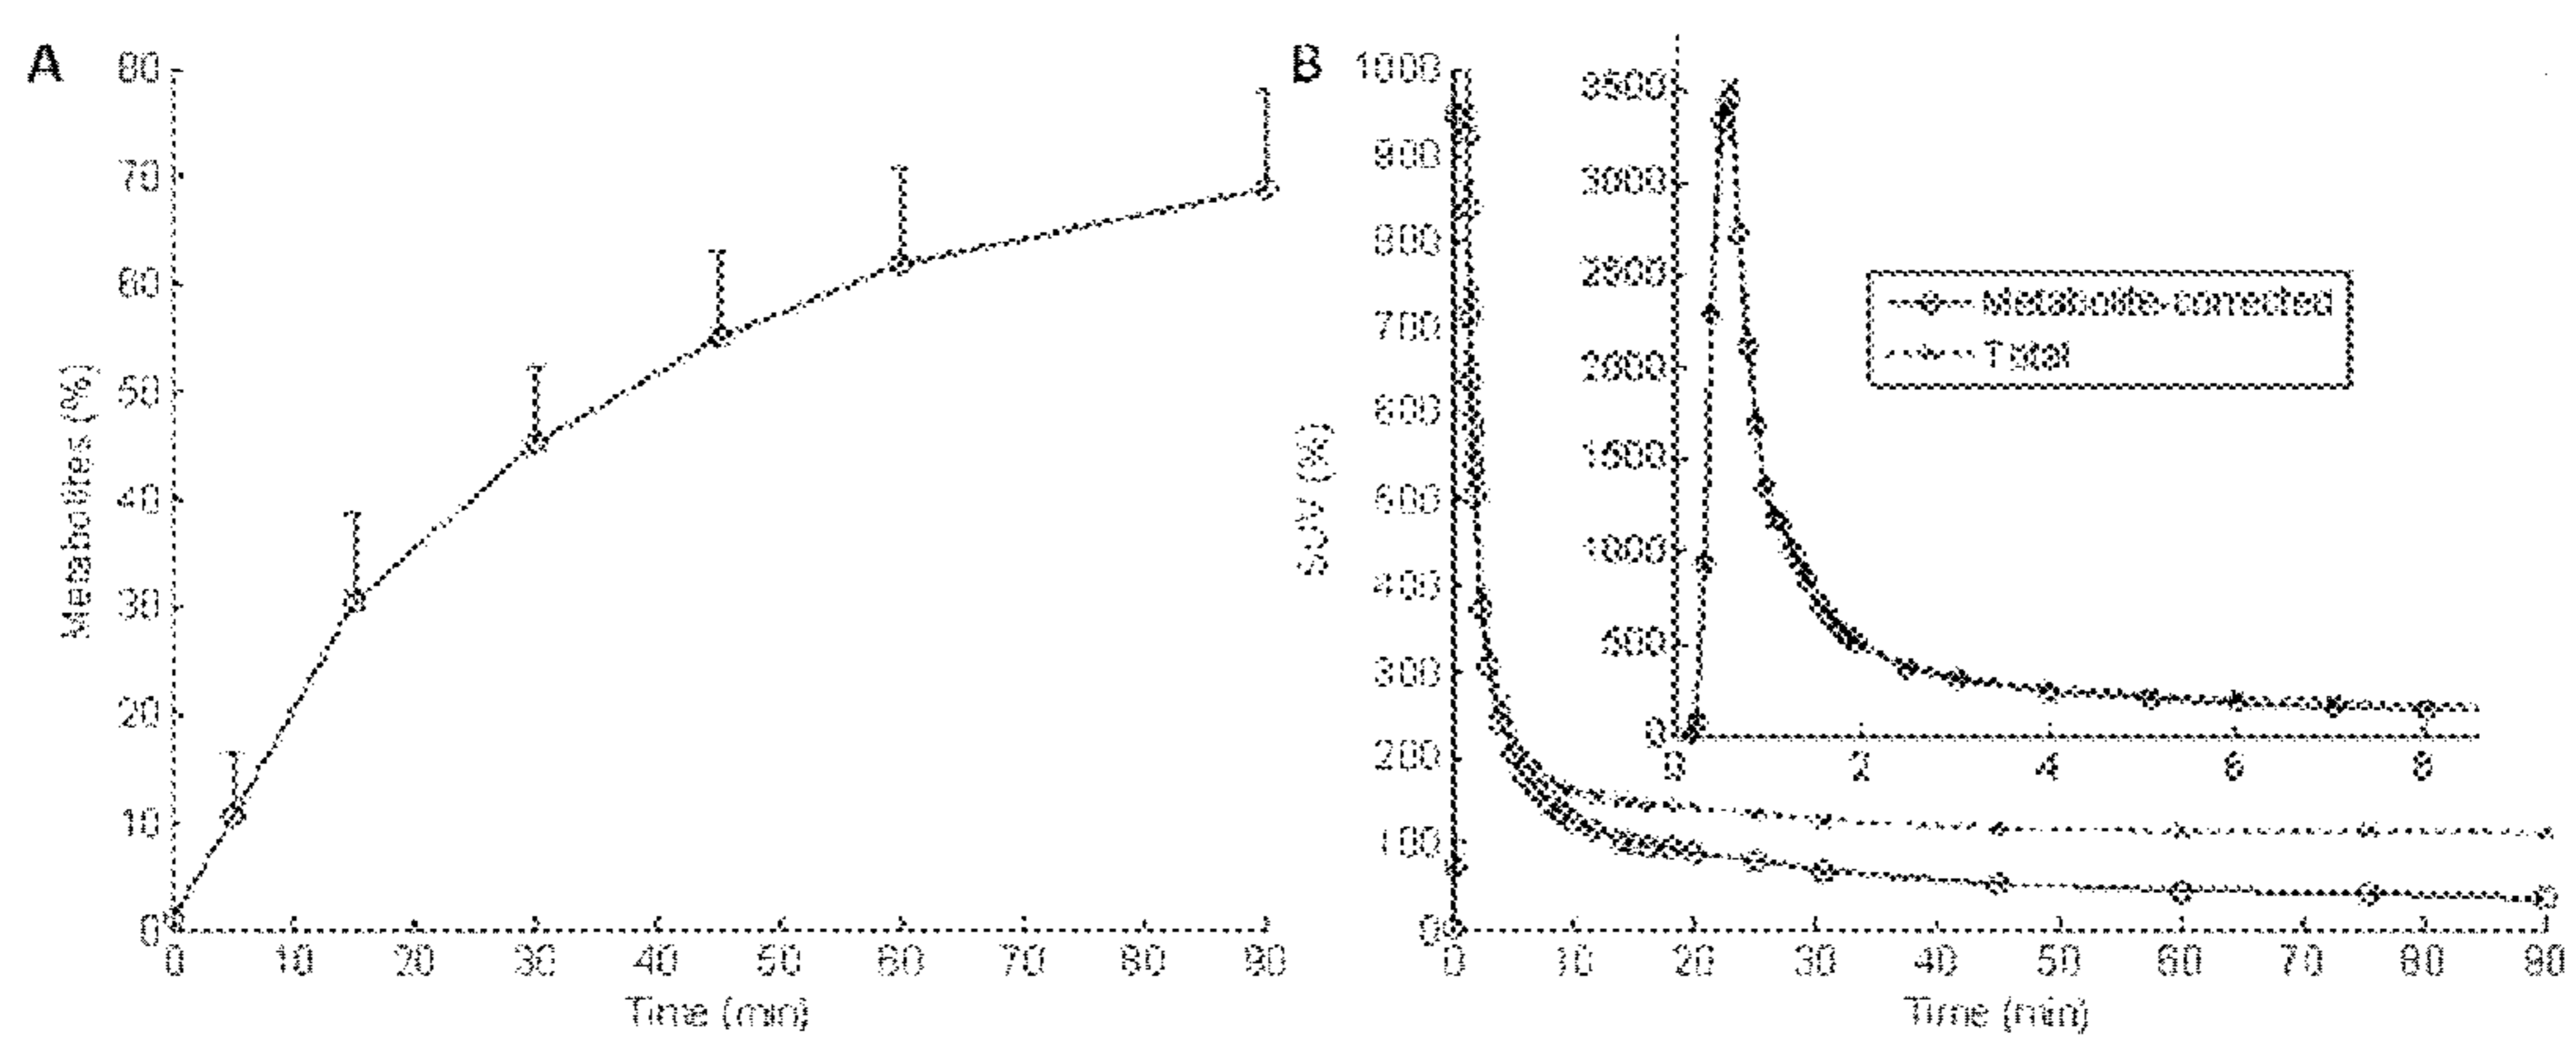 A
80
70
60
50
40
30
20
10
0
Metabolites (%)
0 10 20 30 40 50 60 70 80 90
Time (min)
B
1000
900
800
700
600
500
400
300
200
100
0
SUV (%)
0 10 20 30 40 50 60 70 80 90
Time (min)
3500
3000
2500
2000
1500
1000
500
0
0 2 4 6 8
Metabolite-corrected
Total